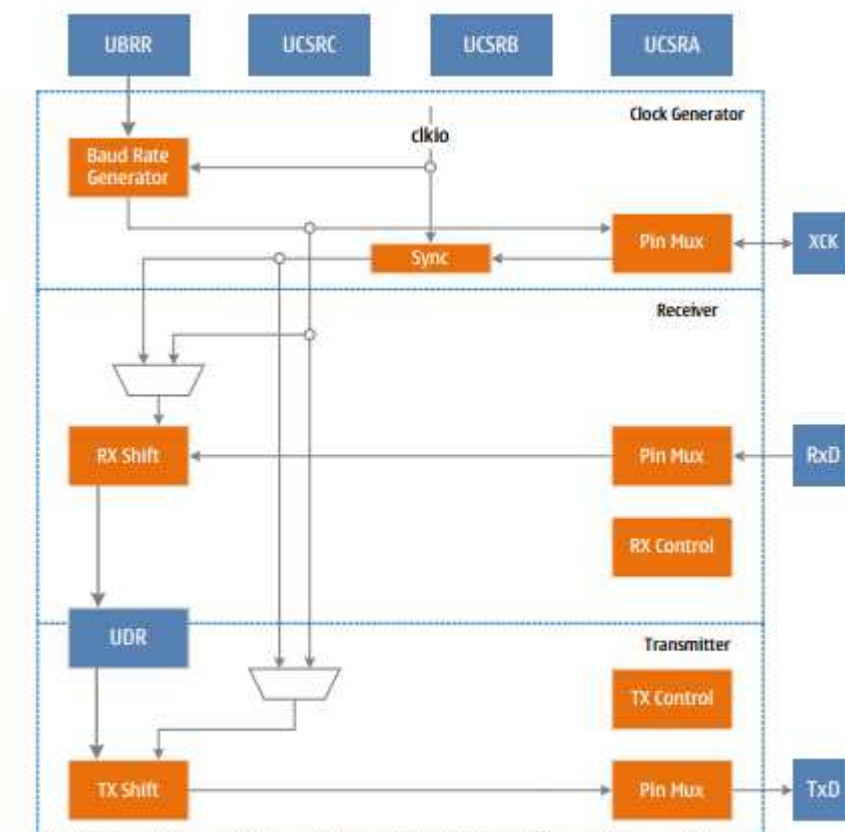 UBRR
UCSRC
UCSRB
UCSRA
Clock Generator
clkio
Baud Rate
Generator
Pin Mux
XCK
Sync
Receiver
RX Shift
Pin Mux
RxD
RX Control
UDR
Transmitter
TX Control
TX Shift
Pin Mux
TxD